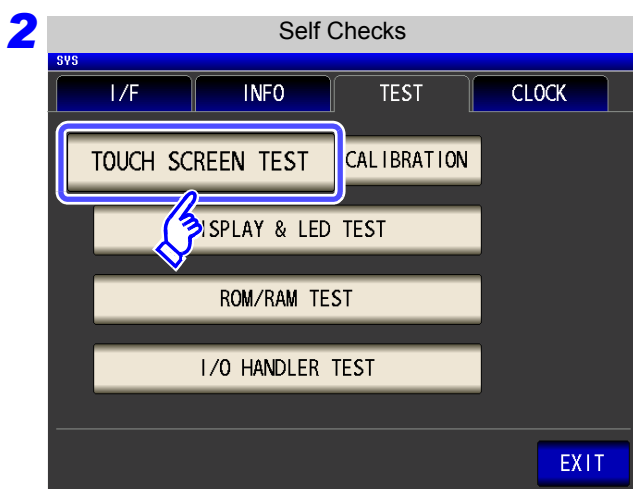 2
Self Checks
SYS
I/F INFO TEST CLOCK
TOUCH SCREEN TEST CALIBRATION
ISPLAY & LED TEST
ROM/RAM TEST
I/O HANDLER TEST
EXIT